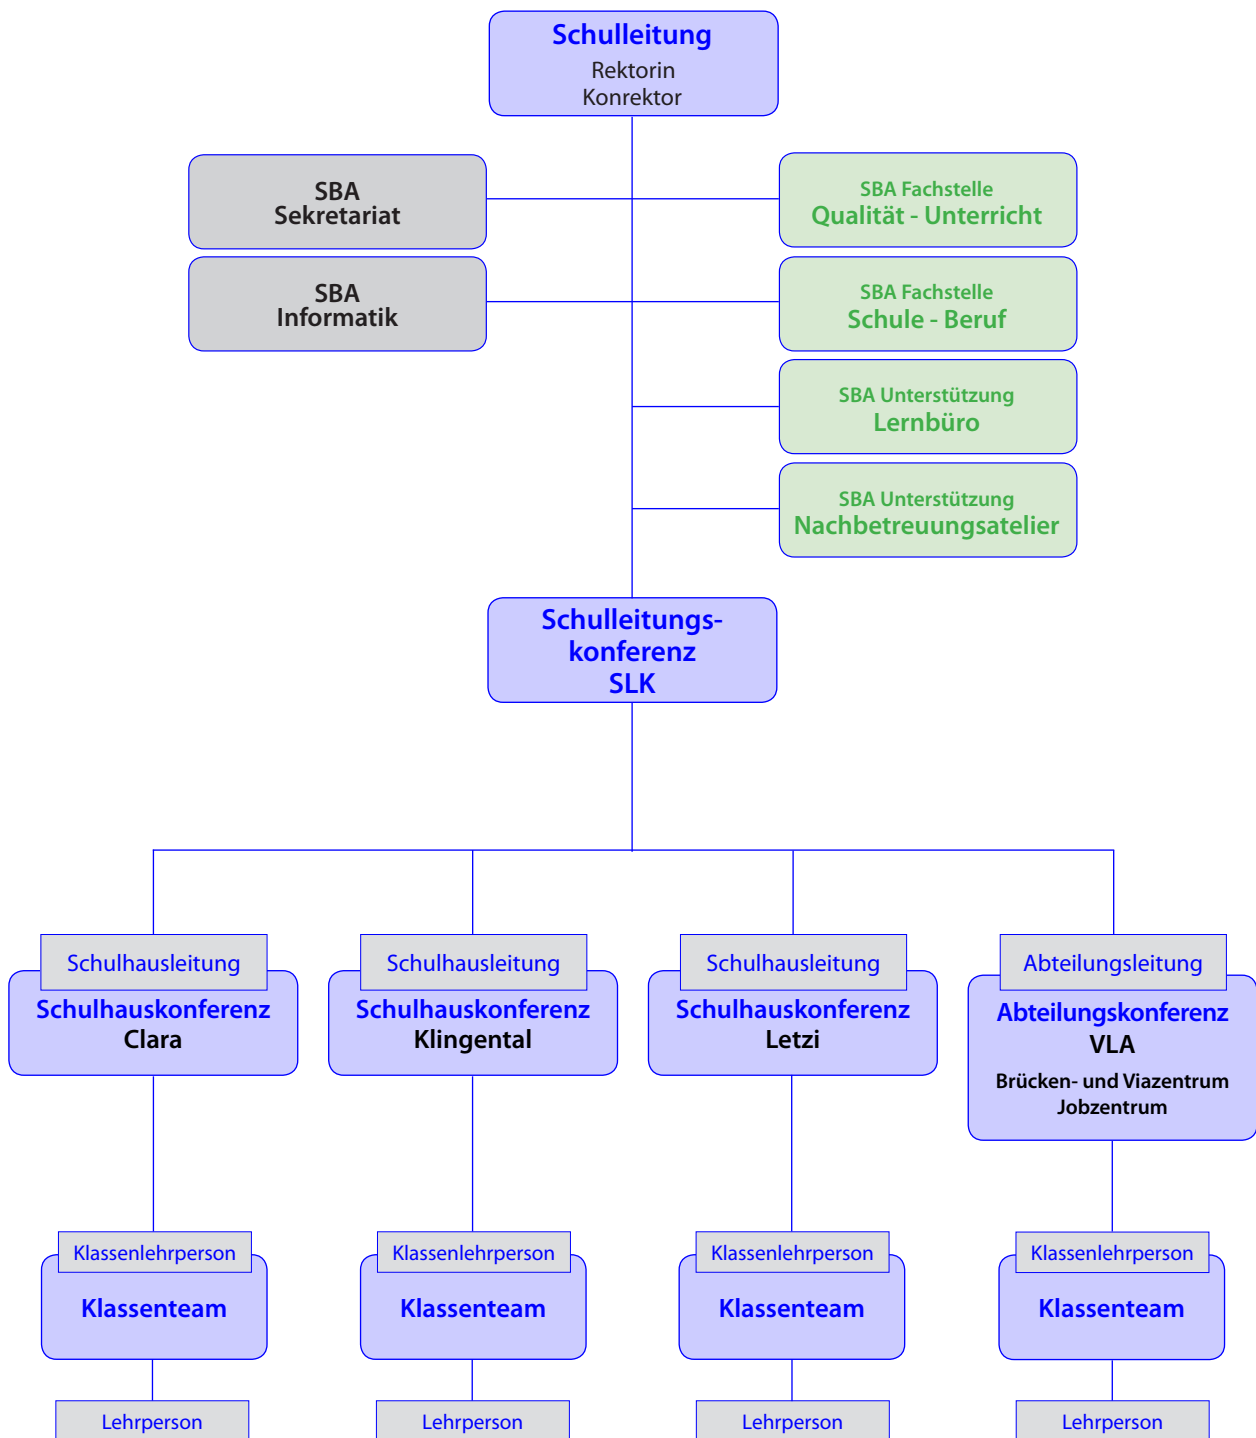 Schulleitung
Rektorin
Konrektor
SBA
Sekretariat
SBA Fachstelle
Qualität - Unterricht
SBA
Informatik
SBA Fachstelle
Schule - Beruf
SBA Unterstützung
Lernbüro
SBA Unterstützung
Nachbetreuungsatelier
Schulleitungs-
konferenz
SLK
Schulhausleitung
Schulhauskonferenz
Clara
Schulhausleitung
Schulhauskonferenz
Klingental
Schulhausleitung
Schulhauskonferenz
Letzi
Abteilungsleitung
Abteilungskonferenz
VLA
Brücken- und Viazentrum
Jobzentrum
Klassenlehrperson
Klassenteam
Klassenlehrperson
Klassenteam
Klassenlehrperson
Klassenteam
Klassenlehrperson
Klassenteam
Lehrperson
Lehrperson
Lehrperson
Lehrperson